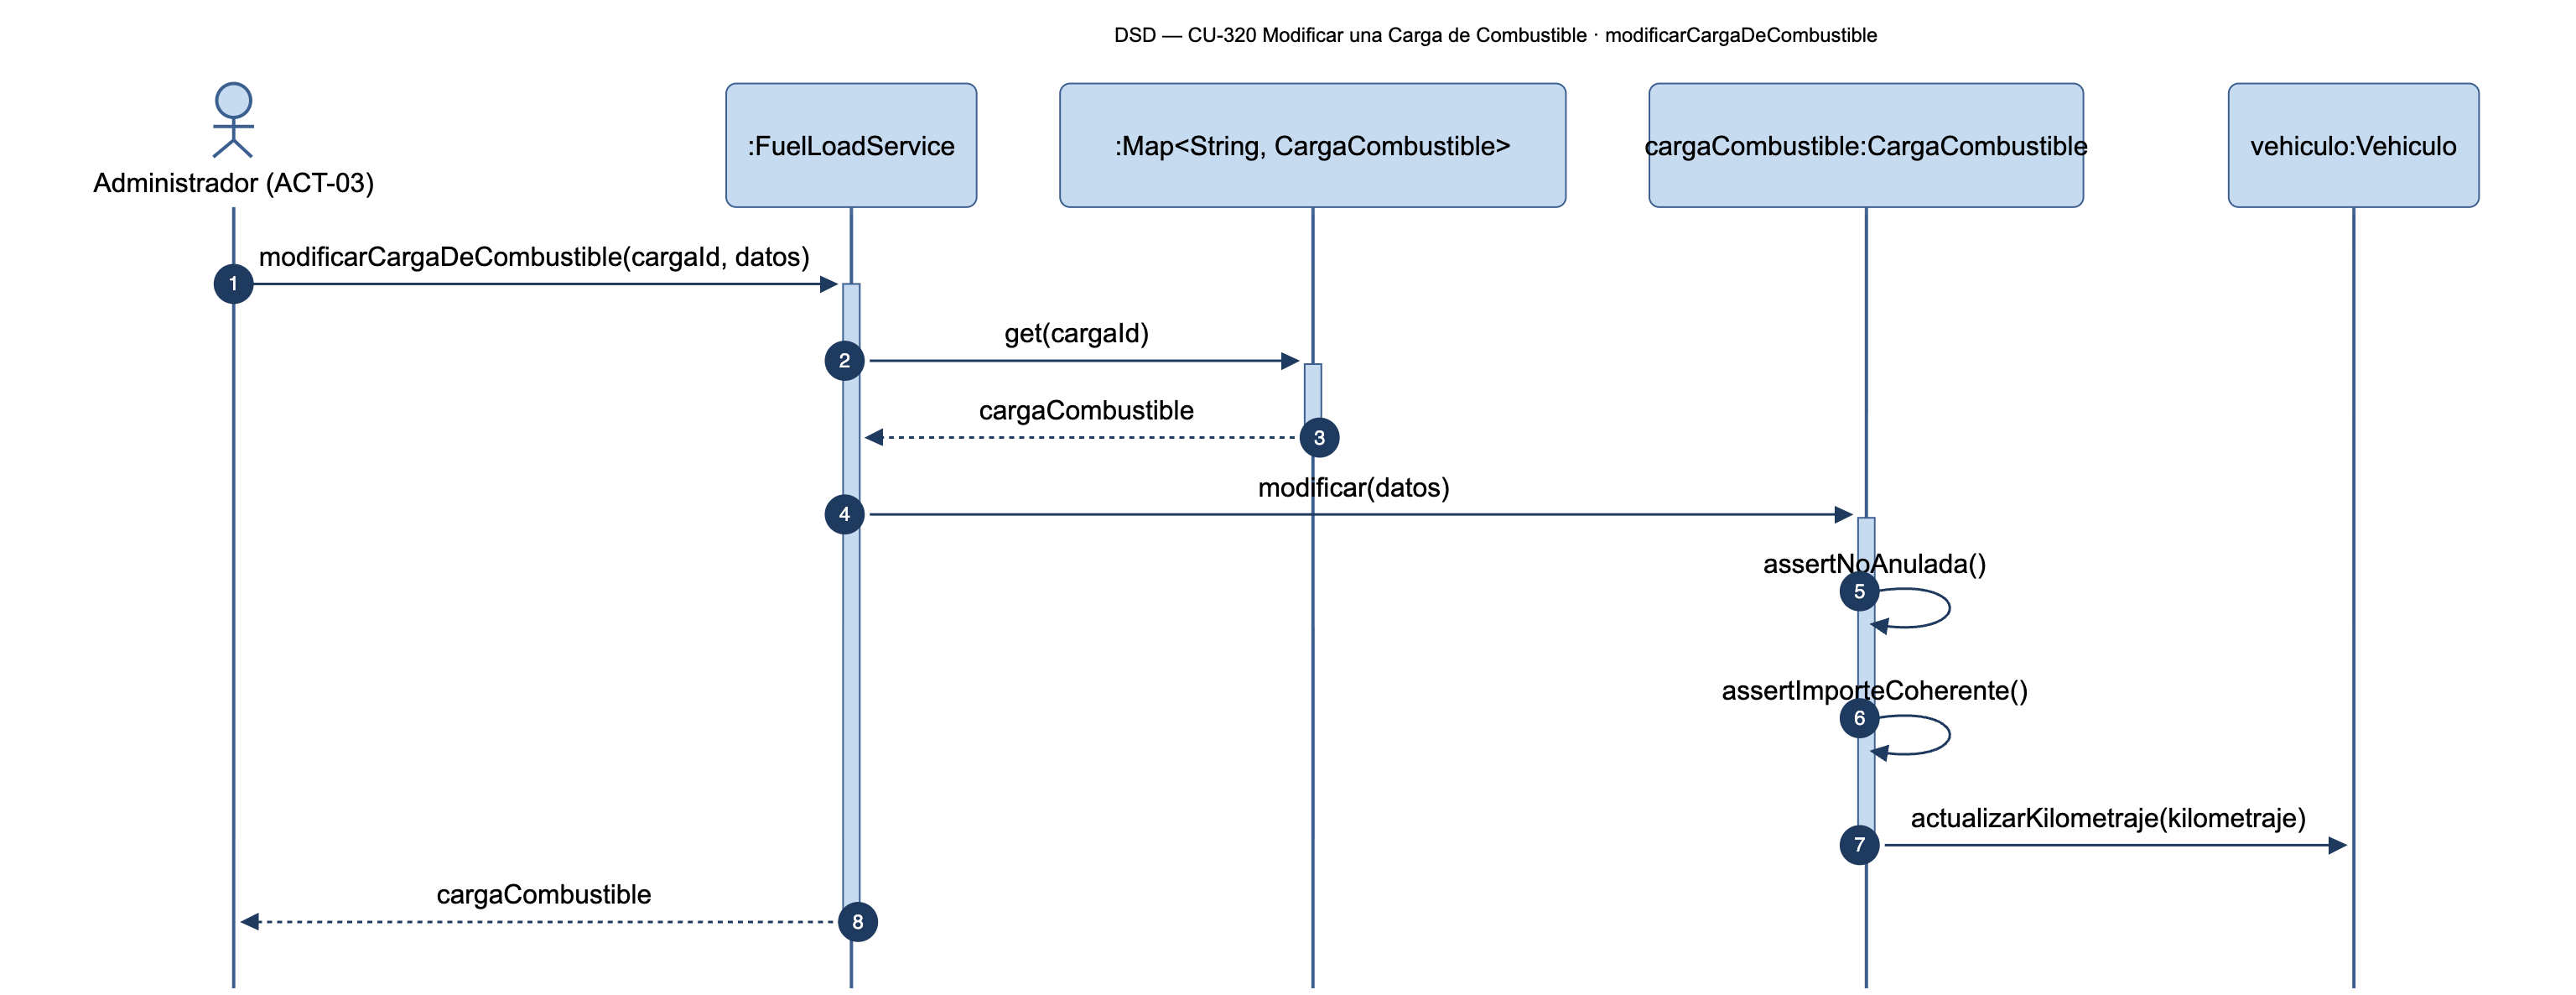 DSD — CU-320 Modificar una Carga de Combustible · modificarCargaDeCombustible
Administrador (ACT-03)
:FuelLoadService
:Map<String, CargaCombustible>
cargaCombustible:CargaCombustible
vehiculo:Vehiculo
modificarCargaDeCombustible(cargaId, datos)
1
get(cargaId)
2
cargaCombustible
3
modificar(datos)
4
assertNoAnulada()
5
assertImporteCoherente()
6
actualizarKilometraje(kilometraje)
7
cargaCombustible
8